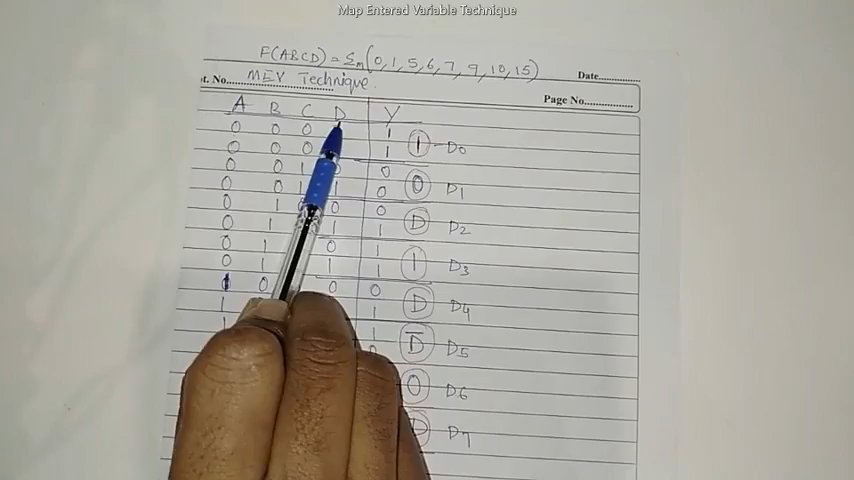 Map Entered Variable Technique
F(ABCD) = Σm(0, 1, 5, 6, 7, 9, 10, 15)
Date...............
pt. No. MEV Technique.
Page No.................
A B C D Y
0 0 0 1 1 D0
0 0 0 1
0 0 1 0 0 0 D1
0 0 1 1 0
0 1 0 0 0 D D2
0 1 1 1
0 1 0 1 1 D3
0 1 1 1
1 0 0 0 D D4
1 1
1 1 D̅ D5
0
0 D6
D D7